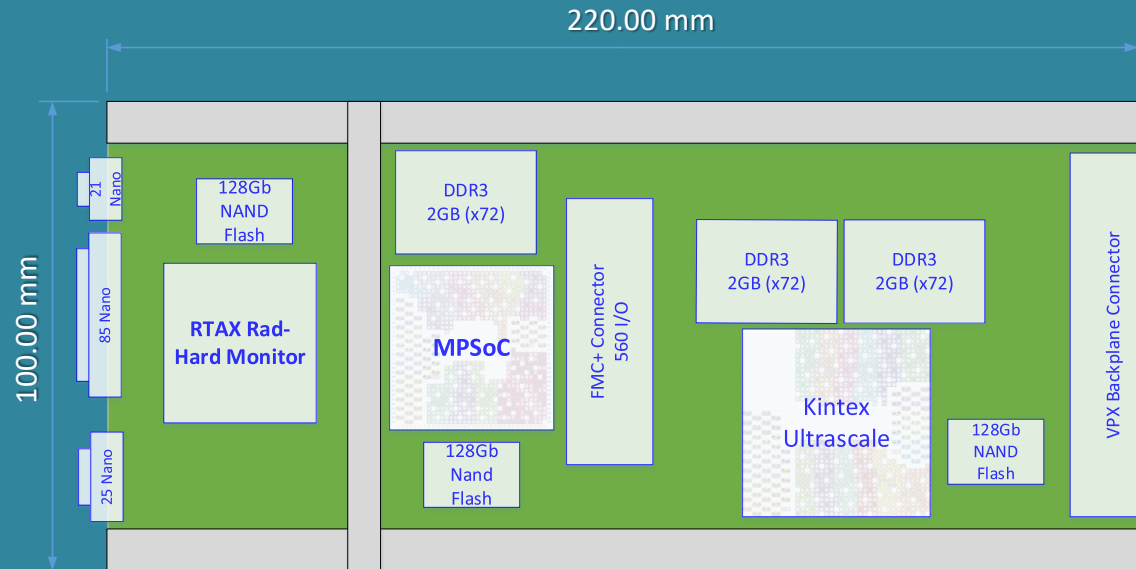 220.00 mm
100.00 mm
21
Nano
85 Nano
25 Nano
128Gb
NAND
Flash
RTAX Rad-
Hard Monitor
DDR3
2GB (x72)
MPSoC
128Gb
Nand
Flash
FMC+ Connector
560 I/O
DDR3
2GB (x72)
DDR3
2GB (x72)
Kintex
Ultrascale
128Gb
NAND
Flash
VPX Backplane Connector